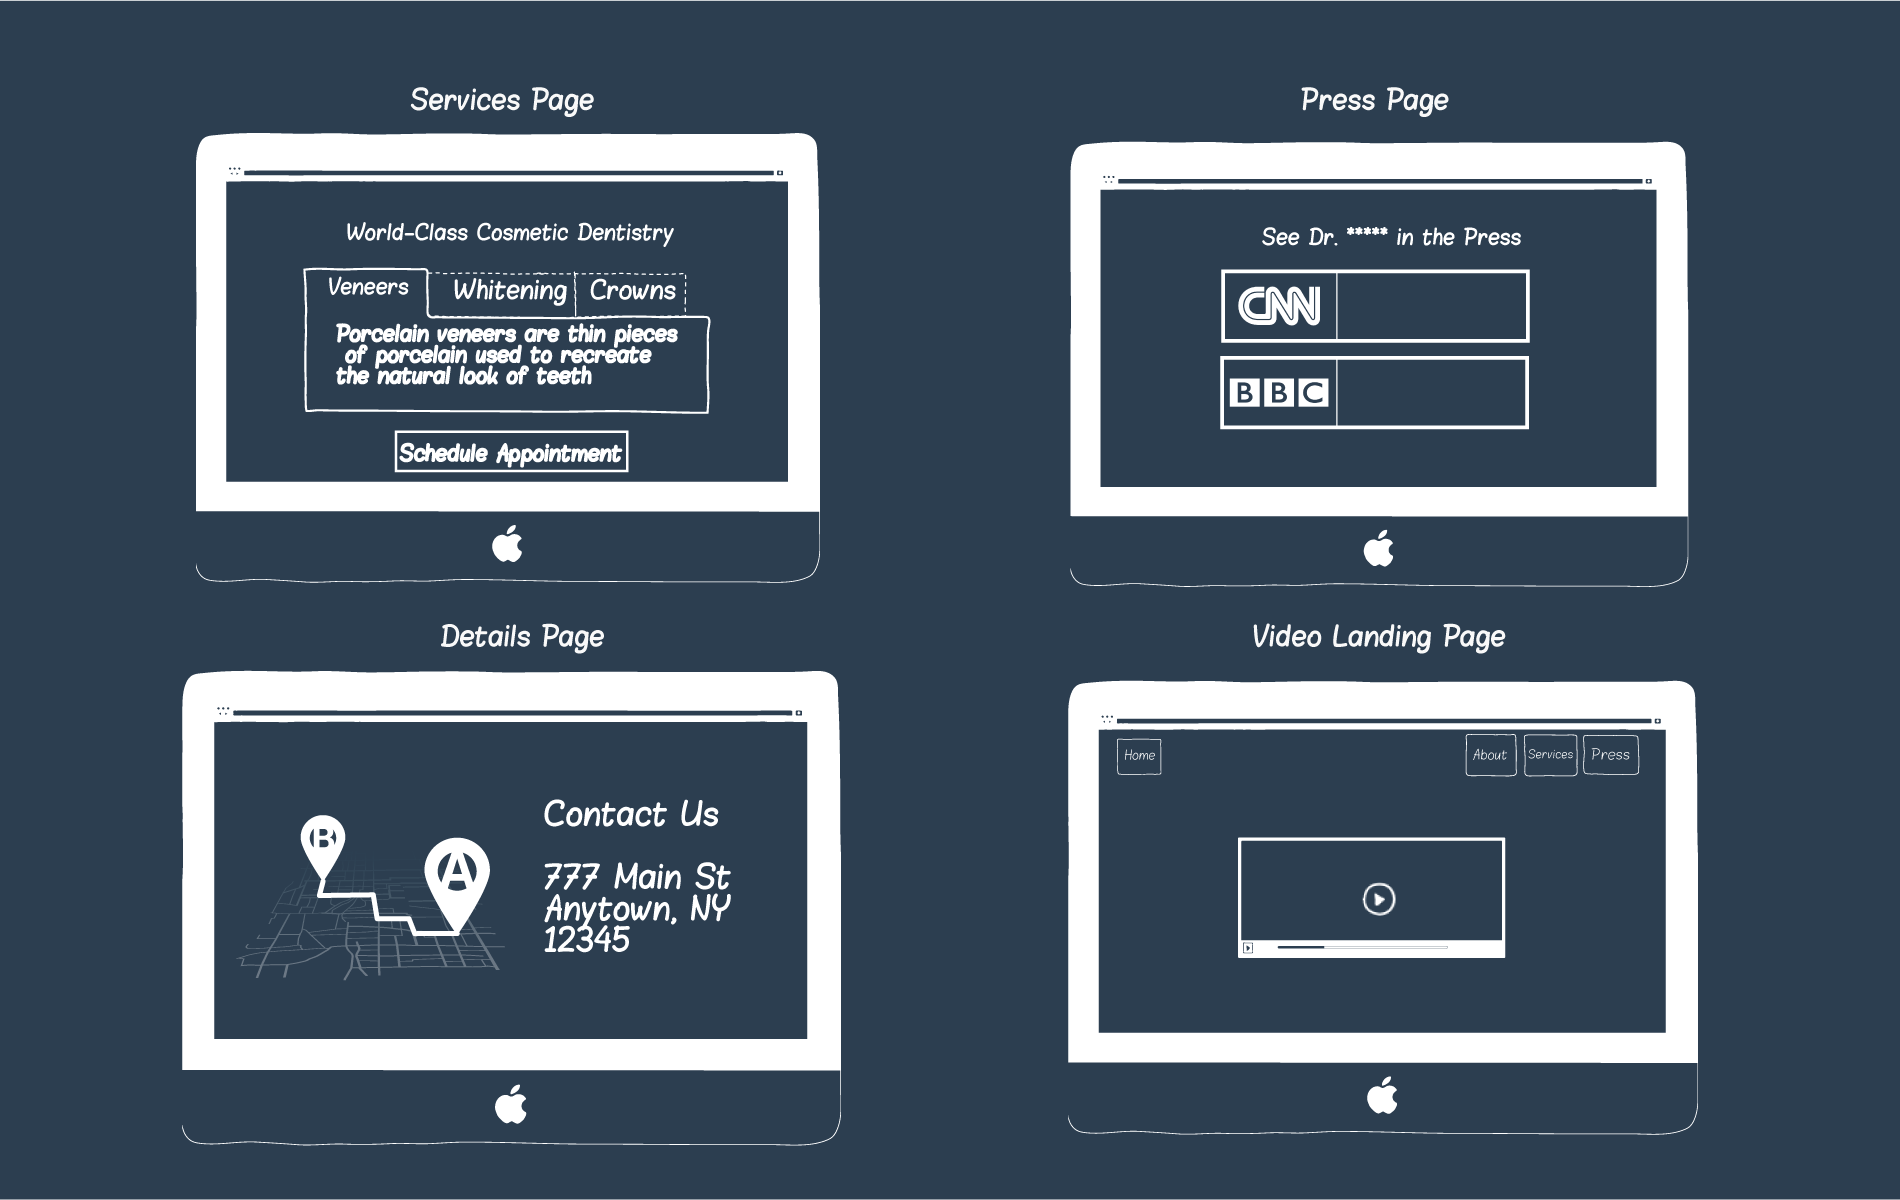 Services Page
World-Class Cosmetic Dentistry
Veneers
Whitening
Crowns
Porcelain veneers are thin pieces
of porcelain used to recreate
the natural look of teeth
Schedule Appointment
Press Page
See Dr. ***** in the Press
CNN
BBC
Details Page
B
A
Contact Us
777 Main St
Anytown, NY
12345
Video Landing Page
Home
About
Services
Press